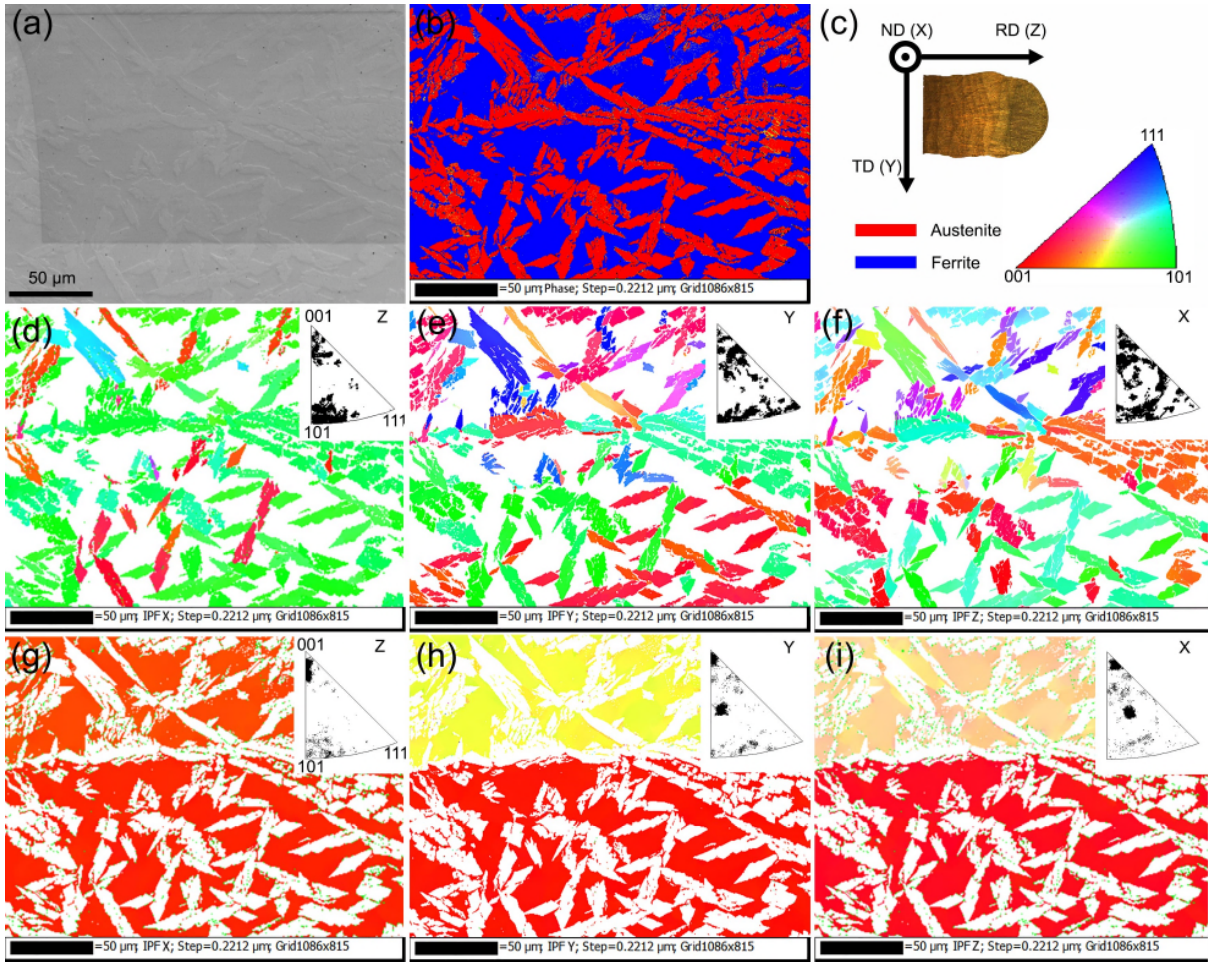 (a)
50 µm
(b)
=50 µm; Phase; Step=0.2212 µm; Grid1086x815
(c)
ND (X)
RD (Z)
TD (Y)
Austenite
Ferrite
111
001
101
(d)
001
Z
101
111
=50 µm; IPF X; Step=0.2212 µm; Grid1086x815
(e)
Y
=50 µm; IPF Y; Step=0.2212 µm; Grid1086x815
(f)
X
=50 µm; IPF Z; Step=0.2212 µm; Grid1086x815
(g)
001
Z
101
111
=50 µm; IPF X; Step=0.2212 µm; Grid1086x815
(h)
Y
=50 µm; IPF Y; Step=0.2212 µm; Grid1086x815
(i)
X
=50 µm; IPF Z; Step=0.2212 µm; Grid1086x815